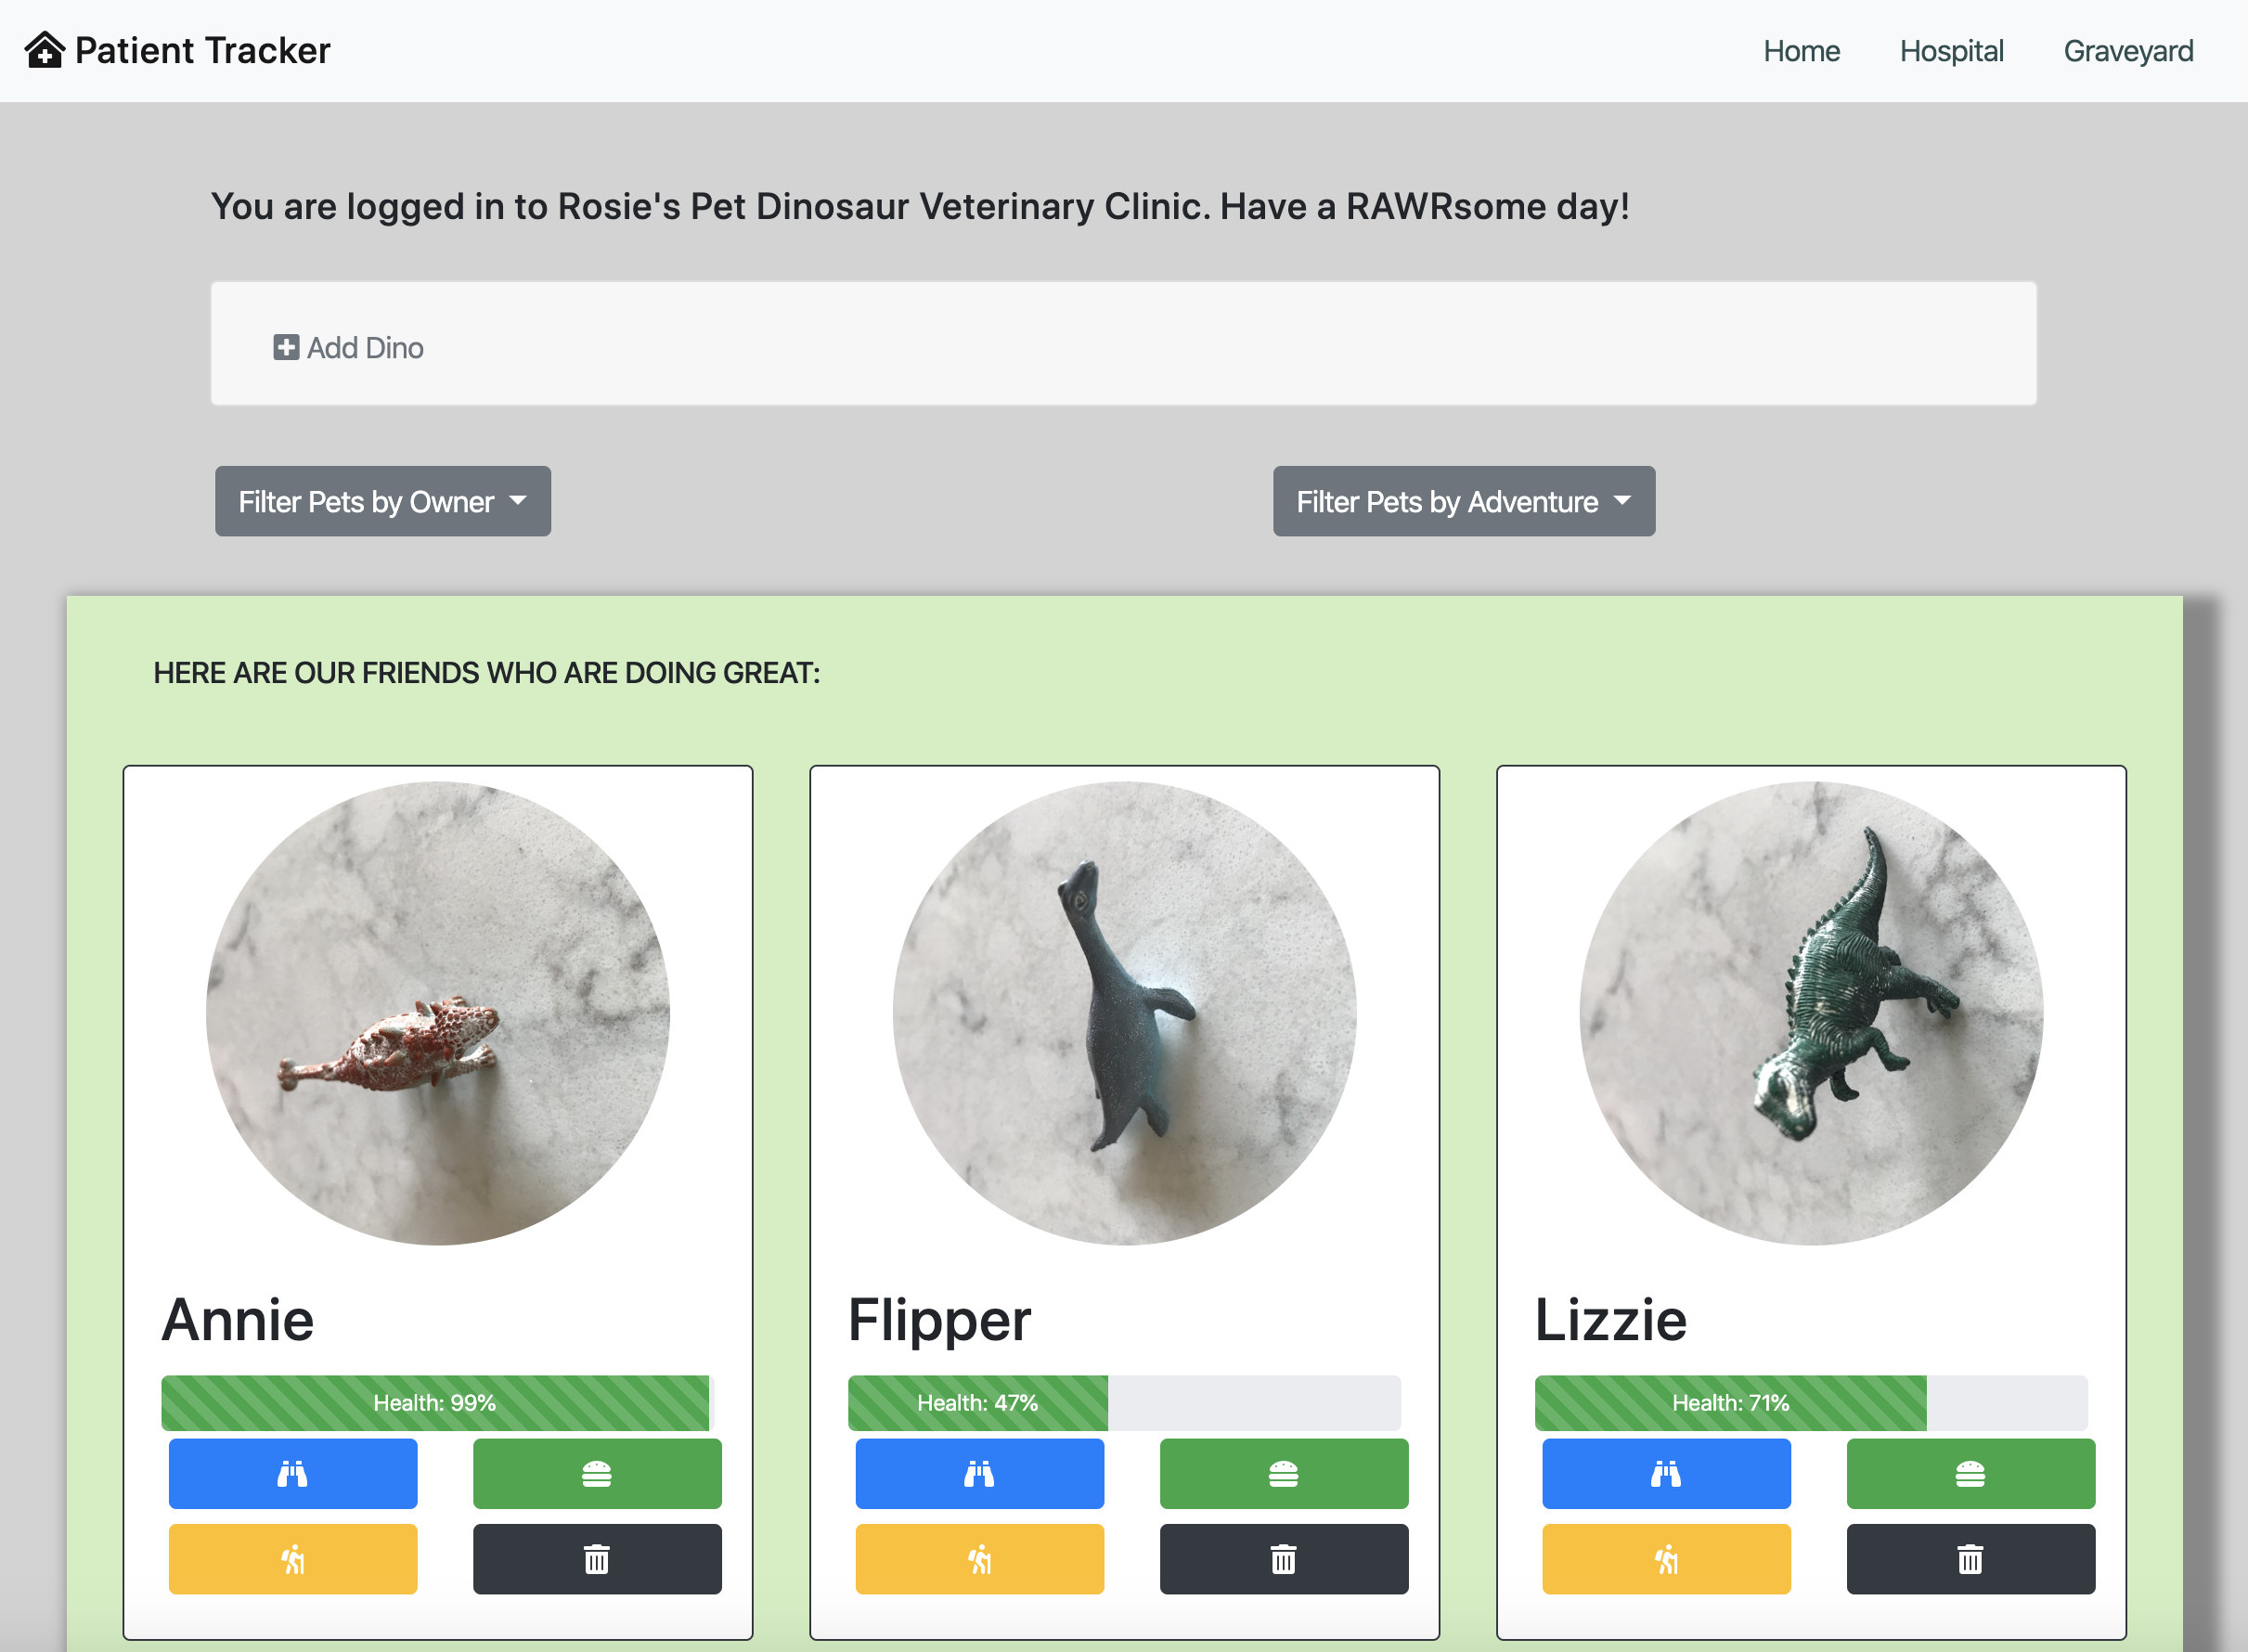 Patient Tracker
Home
Hospital
Graveyard
You are logged in to Rosie's Pet Dinosaur Veterinary Clinic. Have a RAWRsome day!
Add Dino
Filter Pets by Owner
Filter Pets by Adventure
HERE ARE OUR FRIENDS WHO ARE DOING GREAT:
Annie
Health: 99%
Flipper
Health: 47%
Lizzie
Health: 71%